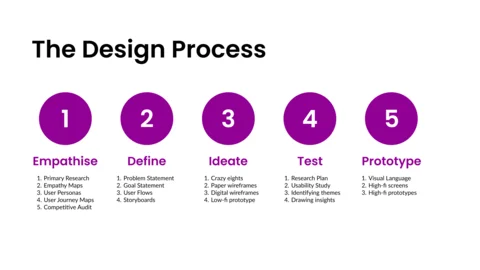 The Design Process
1
2
3
4
5
Empathise
Define
Ideate
Test
Prototype
1. Primary Research
2. Empathy Maps
3. User Personas
4. User Journey Maps
5. Competitive Audit
1. Problem Statement
2. Goal Statement
3. User Flows
4. Storyboards
1. Crazy eights
2. Paper wireframes
3. Digital wireframes
4. Low-fi prototype
1. Research Plan
2. Usability Study
3. Identifying themes
4. Drawing insights
1. Visual Language
2. High-fi screens
3. High-fi prototypes